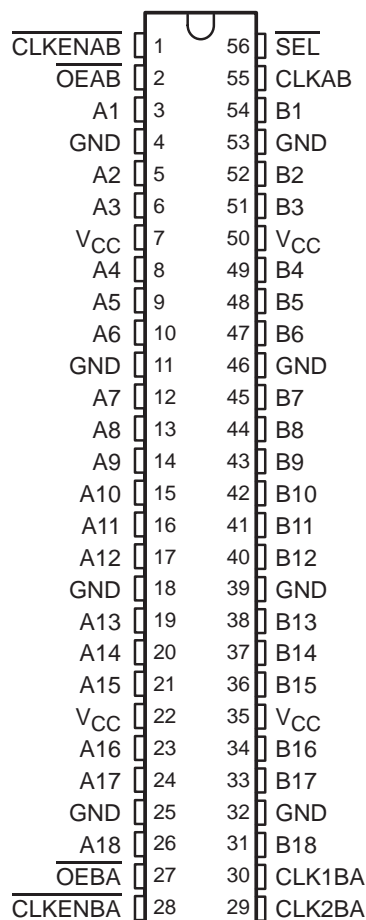 C̅L̅K̅E̅N̅A̅B̅ 1 56 S̅E̅L̅
O̅E̅A̅B̅ 2 55 CLKAB
A1 3 54 B1
GND 4 53 GND
A2 5 52 B2
A3 6 51 B3
VCC 7 50 VCC
A4 8 49 B4
A5 9 48 B5
A6 10 47 B6
GND 11 46 GND
A7 12 45 B7
A8 13 44 B8
A9 14 43 B9
A10 15 42 B10
A11 16 41 B11
A12 17 40 B12
GND 18 39 GND
A13 19 38 B13
A14 20 37 B14
A15 21 36 B15
VCC 22 35 VCC
A16 23 34 B16
A17 24 33 B17
GND 25 32 GND
A18 26 31 B18
O̅E̅B̅A̅ 27 30 CLK1BA
C̅L̅K̅E̅N̅B̅A̅ 28 29 CLK2BA